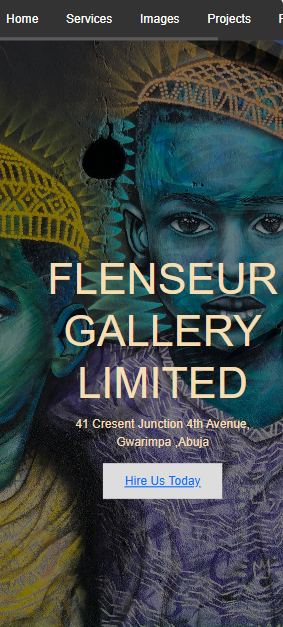 Home Services Images Projects
FLENSEUR
GALLERY
LIMITED
41 Cresent Junction 4th Avenue,
Gwarimpa ,Abuja
Hire Us Today